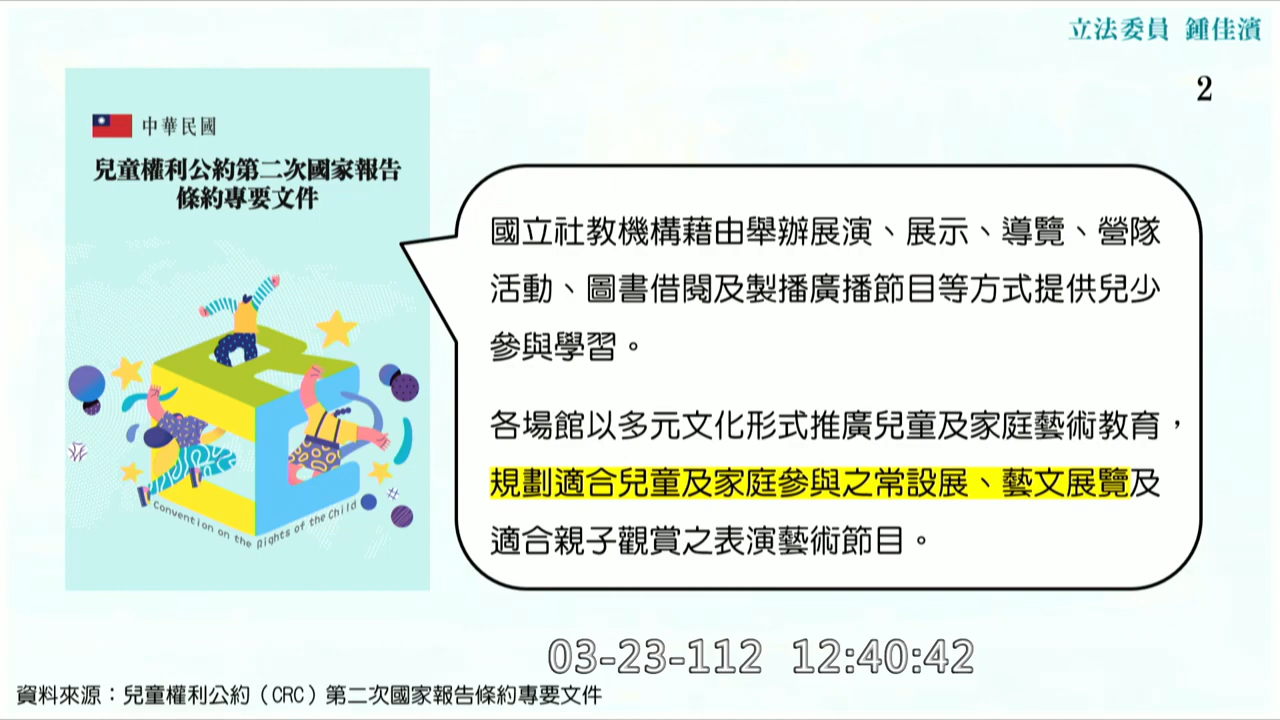 立法委員 鍾佳濱
2
中華民國
兒童權利公約第二次國家報告
條約專要文件
Convention on the Rights of the Child
國立社教機構藉由舉辦展演、展示、導覽、營隊
活動、圖書借閱及製播廣播節目等方式提供兒少
參與學習。
各場館以多元文化形式推廣兒童及家庭藝術教育，
規劃適合兒童及家庭參與之常設展、藝文展覽及
適合親子觀賞之表演藝術節目。
03-23-112 12:40:42
資料來源：兒童權利公約（CRC）第二次國家報告條約專要文件